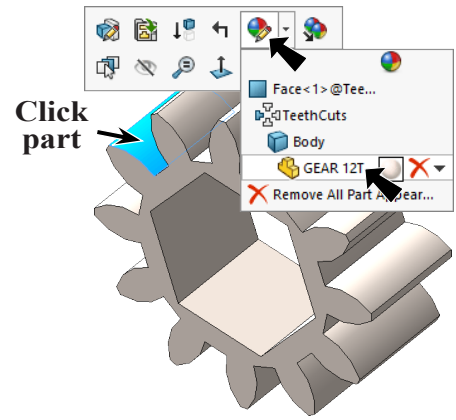 Face<1>@Tee...
TeethCuts
Click
part
Body
GEAR 12T
Remove All Part Appear...